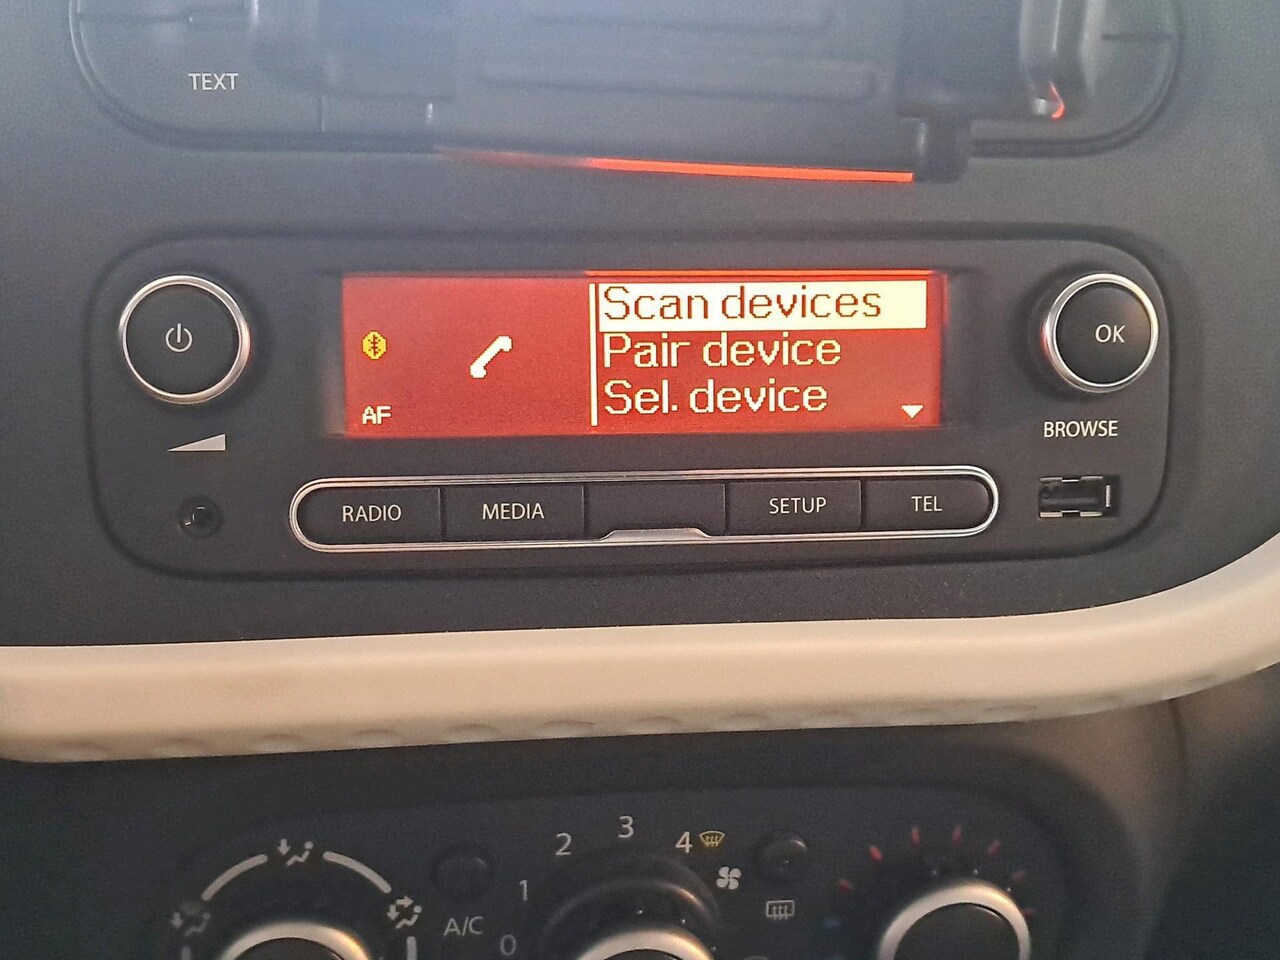 TEXT
Scan devices
Pair device
Sel. device
AF
OK
BROWSE
RADIO
MEDIA
SETUP
TEL
0
1
2
3
4
A/C